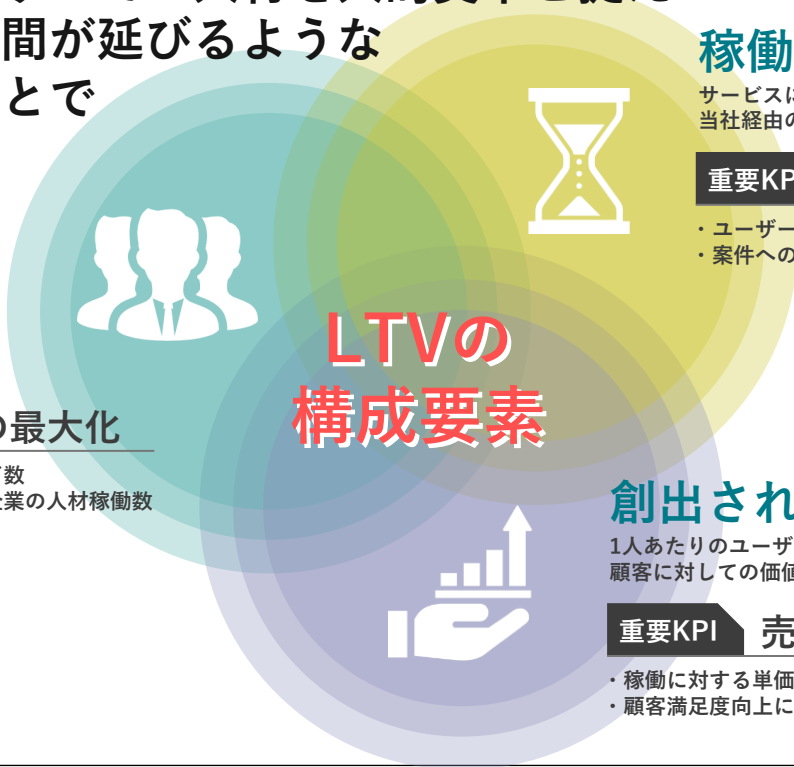 間が延びるような
とで
稼働
サービスに
当社経由の
重要KP
・ユーザー
・案件への
LTVの
構成要素
の最大化
数
企業の人材稼働数
創出され
1人あたりのユーザ
顧客に対しての価値
重要KPI 売
・稼働に対する単価
・顧客満足度向上に